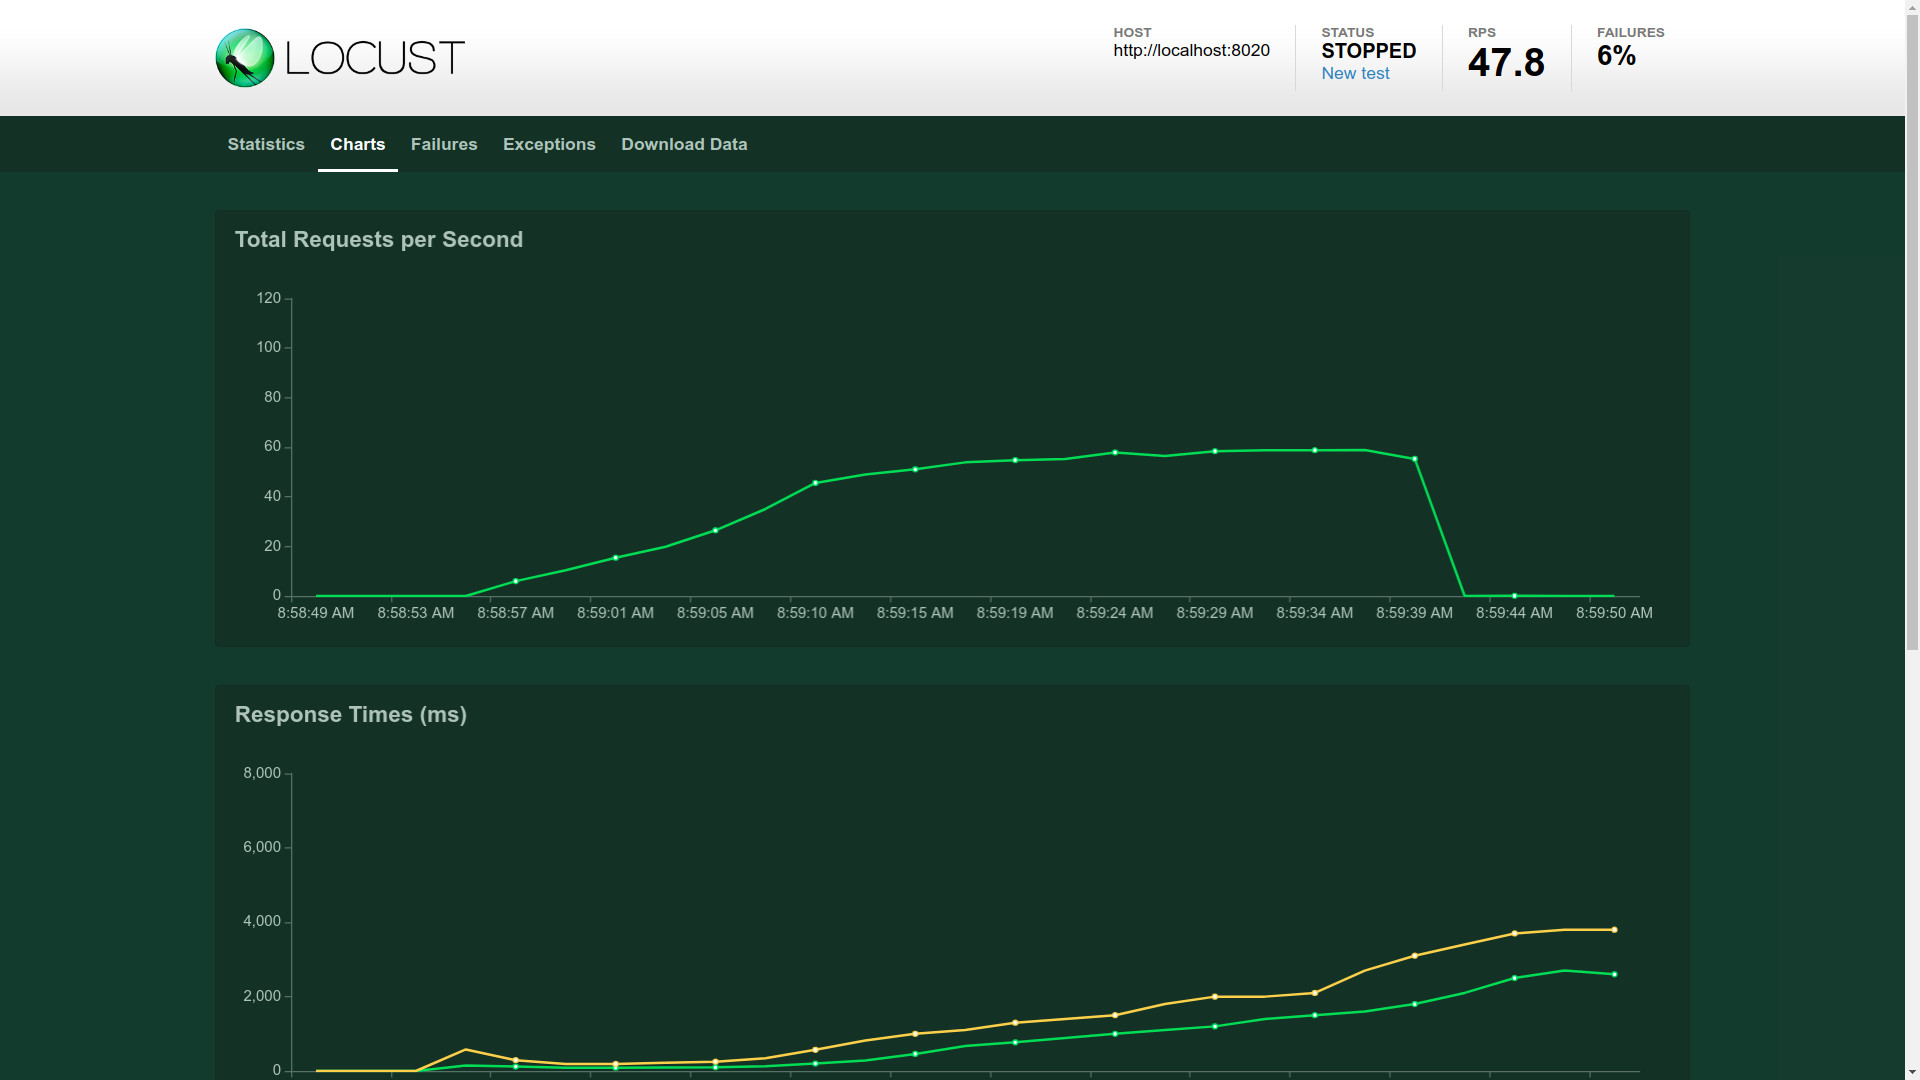 LOCUST
HOST
http://localhost:8020
STATUS
STOPPED
New test
RPS
47.8
FAILURES
6%
Statistics Charts Failures Exceptions Download Data
Total Requests per Second
120
100
80
60
40
20
0
8:58:49 AM 8:58:53 AM 8:58:57 AM 8:59:01 AM 8:59:05 AM 8:59:10 AM 8:59:15 AM 8:59:19 AM 8:59:24 AM 8:59:29 AM 8:59:34 AM 8:59:39 AM 8:59:44 AM 8:59:50 AM
Response Times (ms)
8,000
6,000
4,000
2,000
0